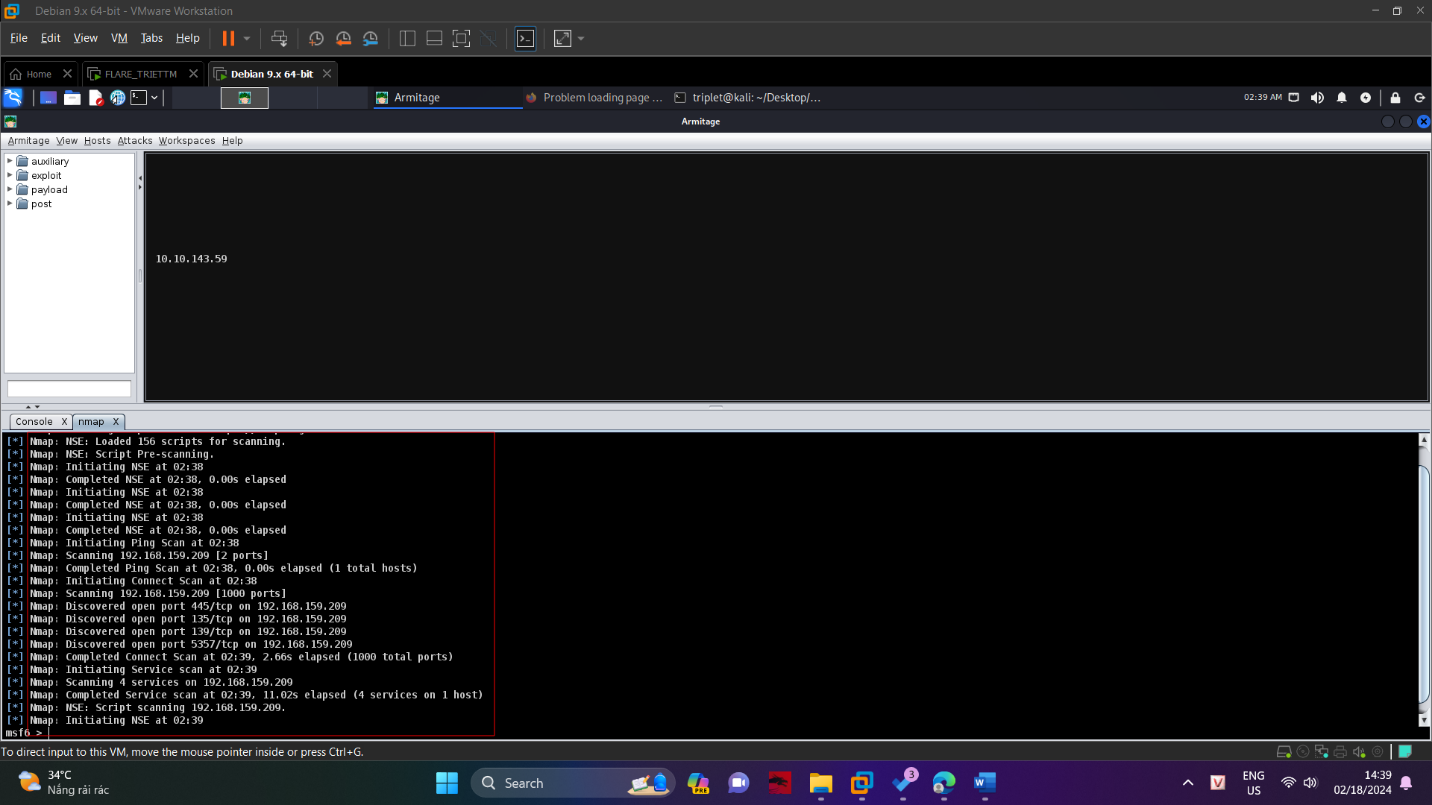 Debian 9.x 64-bit - VMware Workstation
File Edit View VM Tabs Help
Home FLARE_TRIETTM Debian 9.x 64-bit
Armitage Problem loading page ... triplet@kali: ~/Desktop/... 02:39 AM
Armitage
Armitage View Hosts Attacks Workspaces Help
auxiliary
exploit
payload
post
10.10.143.59
Console X nmap X
[*] Nmap: NSE: Loaded 156 scripts for scanning.
[*] Nmap: NSE: Script Pre-scanning.
[*] Nmap: Initiating NSE at 02:38
[*] Nmap: Completed NSE at 02:38, 0.00s elapsed
[*] Nmap: Initiating NSE at 02:38
[*] Nmap: Completed NSE at 02:38, 0.00s elapsed
[*] Nmap: Initiating NSE at 02:38
[*] Nmap: Completed NSE at 02:38, 0.00s elapsed
[*] Nmap: Initiating Ping Scan at 02:38
[*] Nmap: Scanning 192.168.159.209 [2 ports]
[*] Nmap: Completed Ping Scan at 02:38, 0.00s elapsed (1 total hosts)
[*] Nmap: Initiating Connect Scan at 02:38
[*] Nmap: Scanning 192.168.159.209 [1000 ports]
[*] Nmap: Discovered open port 445/tcp on 192.168.159.209
[*] Nmap: Discovered open port 135/tcp on 192.168.159.209
[*] Nmap: Discovered open port 139/tcp on 192.168.159.209
[*] Nmap: Discovered open port 5357/tcp on 192.168.159.209
[*] Nmap: Completed Connect Scan at 02:39, 2.66s elapsed (1000 total ports)
[*] Nmap: Initiating Service scan at 02:39
[*] Nmap: Scanning 4 services on 192.168.159.209
[*] Nmap: Completed Service scan at 02:39, 11.02s elapsed (4 services on 1 host)
[*] Nmap: NSE: Script scanning 192.168.159.209.
[*] Nmap: Initiating NSE at 02:39
msf6 >
To direct input to this VM, move the mouse pointer inside or press Ctrl+G.
34°C
Nắng rải rác
Search
PRE
3
V
ENG
US
14:39
02/18/2024